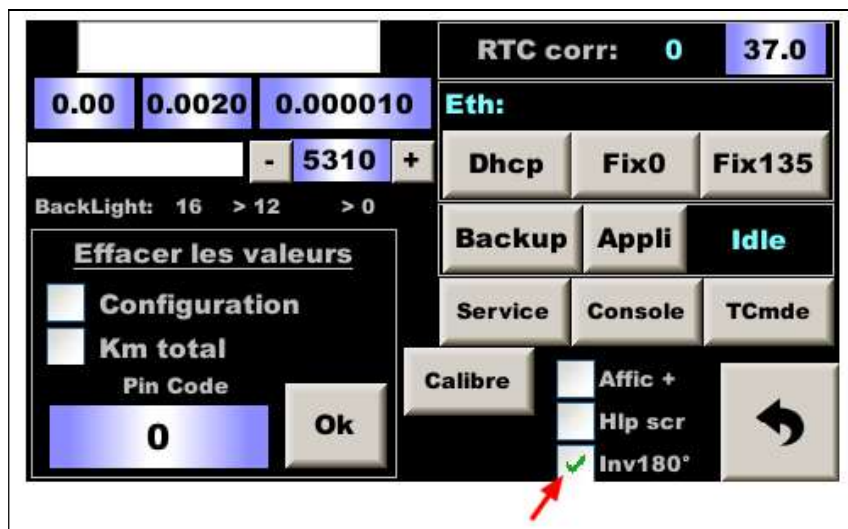 RTC corr: 0 37.0
0.00 0.0020 0.000010
Eth:
- 5310 +
Dhcp Fix0 Fix135
BackLight: 16 > 12 > 0
Backup Appli Idle
Effacer les valeurs
Configuration
Service Console TCmde
Km total
Pin Code
Calibre
Affic +
0
Ok
Hlp scr
Inv180°